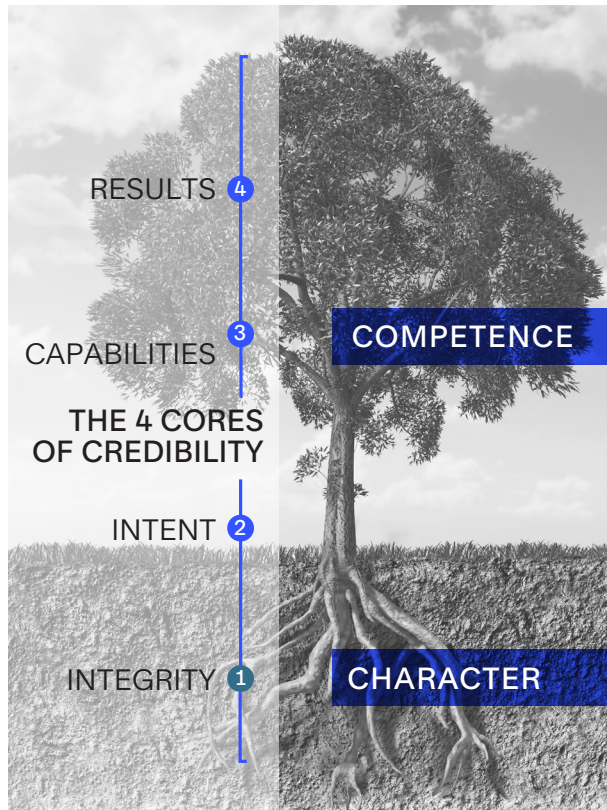 RESULTS 4
3
CAPABILITIES
COMPETENCE
THE 4 CORES
OF CREDIBILITY
INTENT 2
INTEGRITY 1
CHARACTER